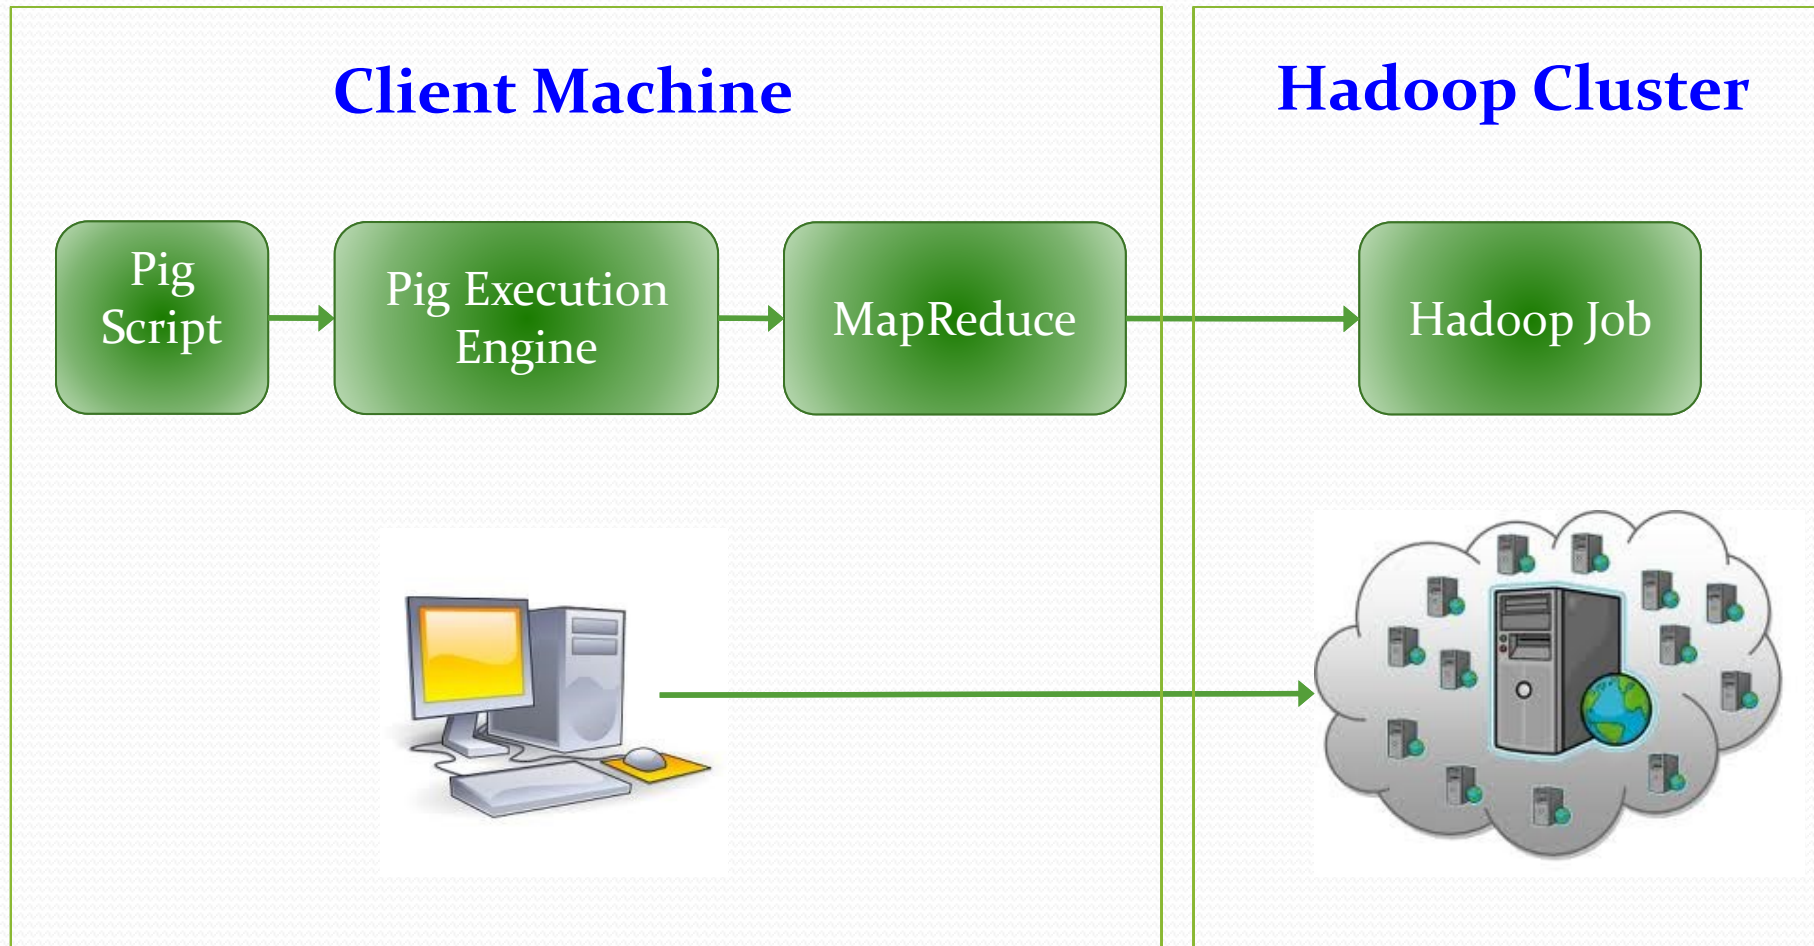 Client Machine
Hadoop Cluster
Pig
Script
Pig Execution
Engine
MapReduce
Hadoop Job